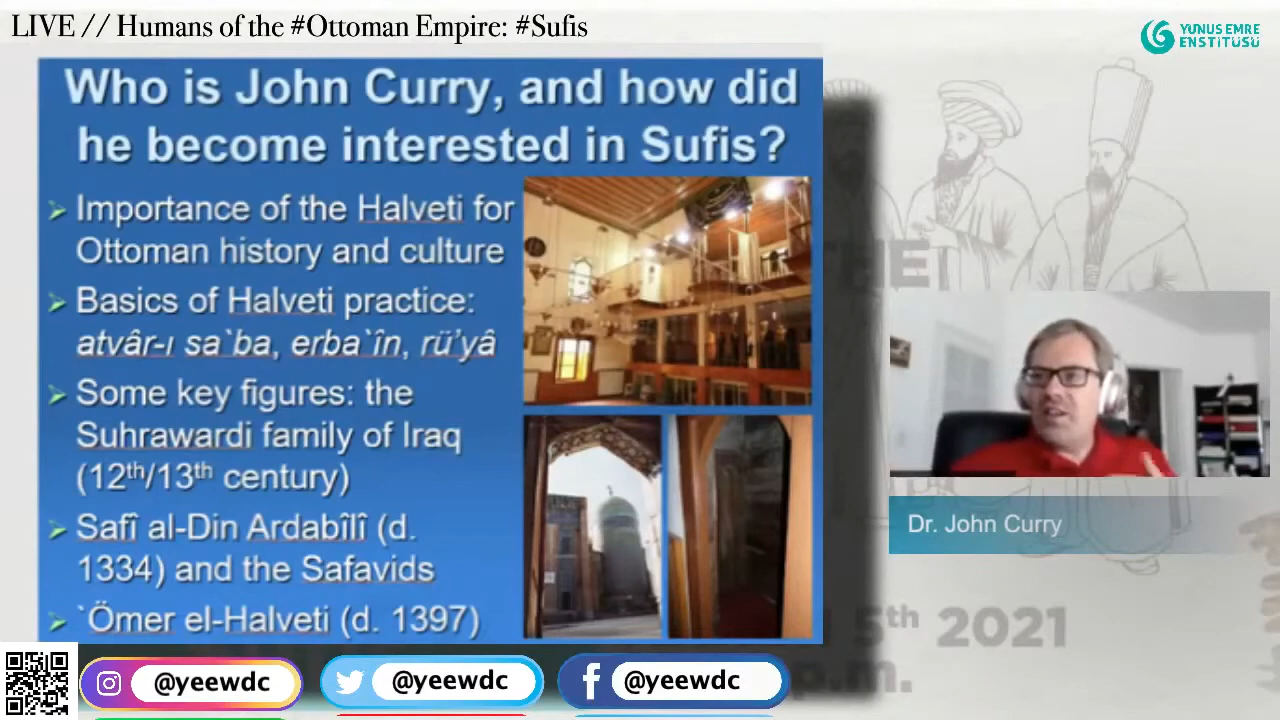 LIVE // Humans of the #Ottoman Empire: #Sufis
YUNUS EMRE
ENSTİTÜSÜ
Who is John Curry, and how did
he become interested in Sufis?
➢ Importance of the Halveti for
Ottoman history and culture
➢ Basics of Halveti practice:
atvâr-ı sa`ba, erba`în, rü'yâ
➢ Some key figures: the
Suhrawardi family of Iraq
(12th/13th century)
➢ Safî al-Din Ardabîlî (d.
1334) and the Safavids
➢ `Ömer el-Halveti (d. 1397)
THE
Dr. John Curry
5th 2021
p.m.
@yeewdc
@yeewdc
@yeewdc